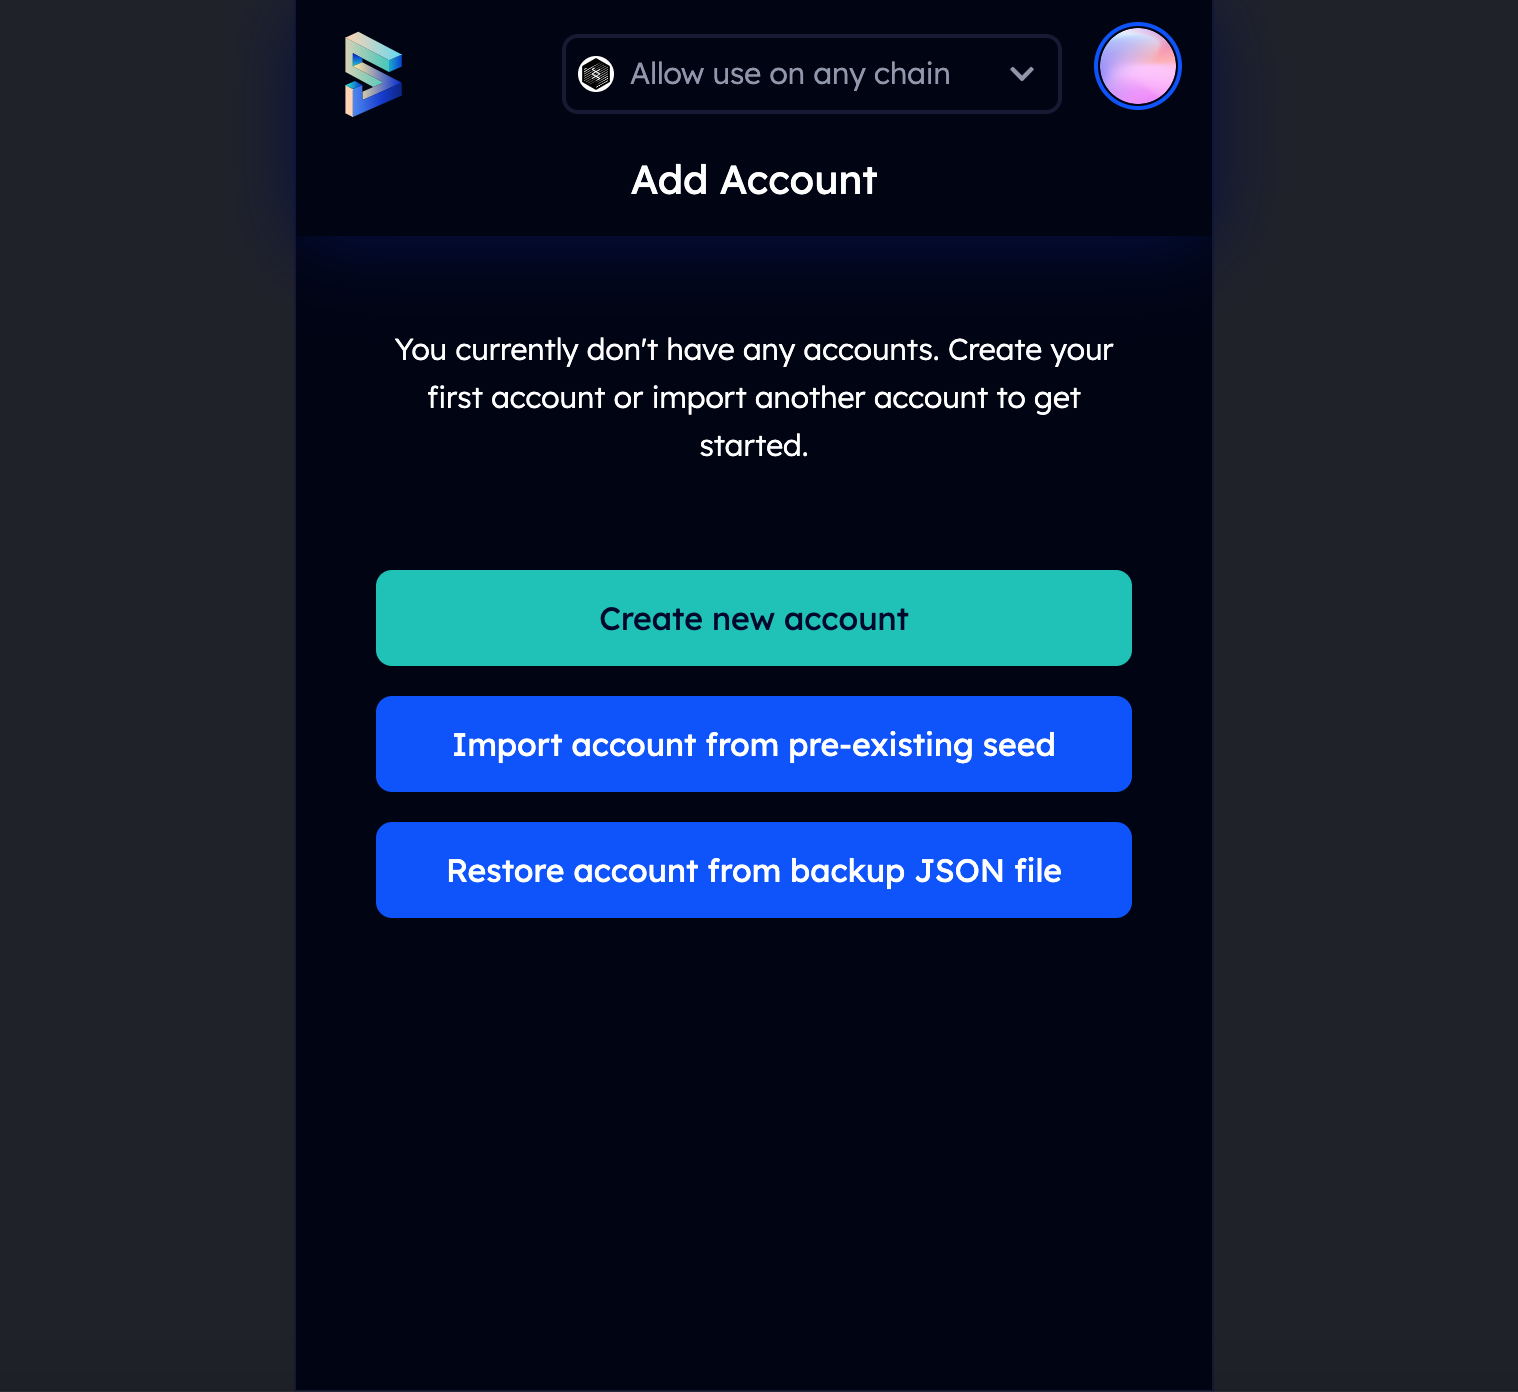 Allow use on any chain
Add Account
You currently don't have any accounts. Create your
first account or import another account to get
started.
Create new account
Import account from pre-existing seed
Restore account from backup JSON file